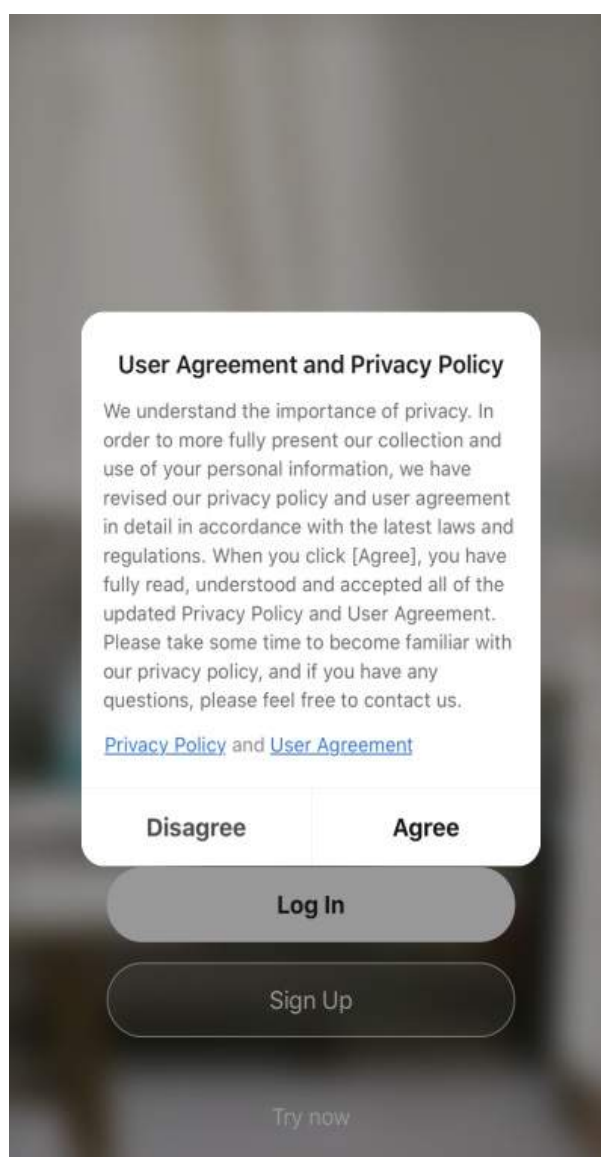 User Agreement and Privacy Policy
We understand the importance of privacy. In
order to more fully present our collection and
use of your personal information, we have
revised our privacy policy and user agreement
in detail in accordance with the latest laws and
regulations. When you click [Agree], you have
fully read, understood and accepted all of the
updated Privacy Policy and User Agreement.
Please take some time to become familiar with
our privacy policy, and if you have any
questions, please feel free to contact us.
Privacy Policy and User Agreement
Disagree Agree
Log In
Sign Up
Try now